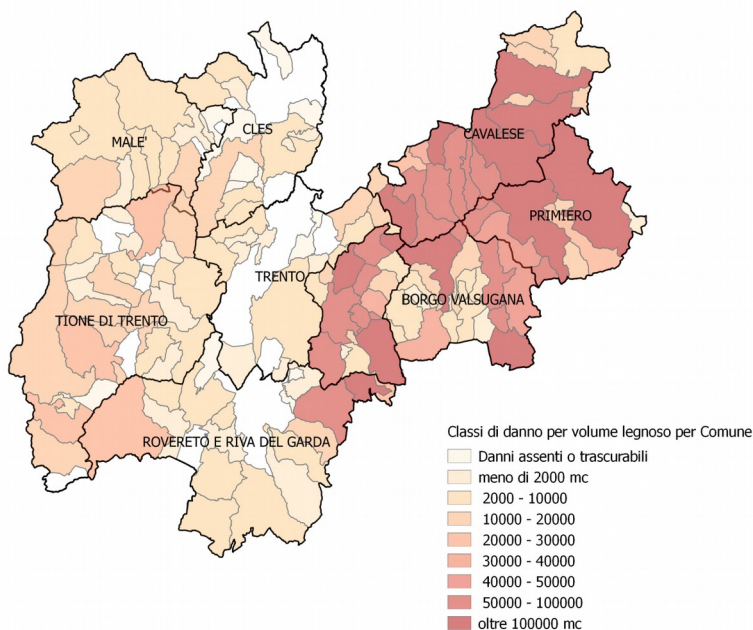 CLES
MALE'
CAVALESE
PRIMIERO
TRENTO
BORGO VALSUGANA
TIONE DI TRENTO
ROVERETO E RIVA DEL GARDA
Classi di danno per volume legnoso per Comune
Danni assenti o trascurabili
meno di 2000 mc
2000 - 10000
10000 - 20000
20000 - 30000
30000 - 40000
40000 - 50000
50000 - 100000
oltre 100000 mc